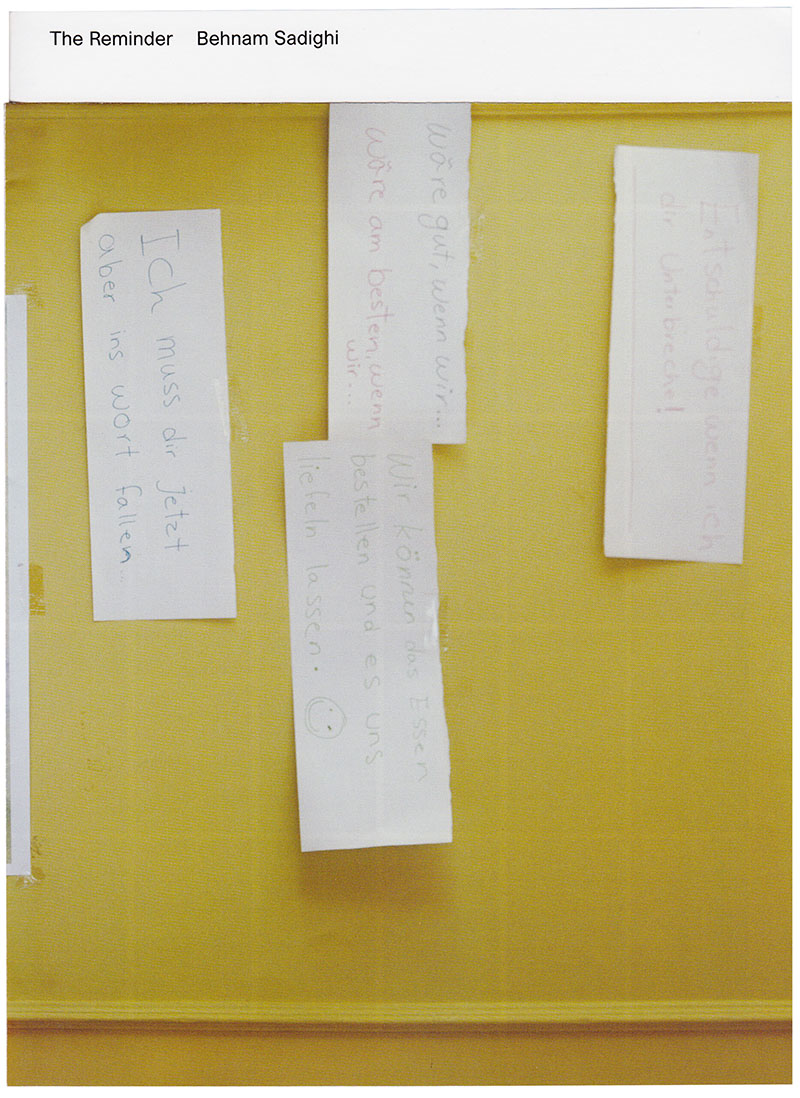 The Reminder Behnam Sadighi
Ich muss dir Jetzt
aber ins wort fallen...
wäre gut, wenn wir...
wäre am besten, wenn
wir...
Wir können das Essen
bestellen und es uns
liefeln lassen.
Entschuldige wenn ich
dir Unterbreche!